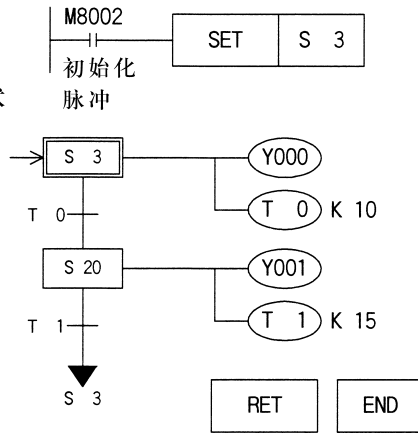 M8002
SET S 3
初始化
脉冲
S 3
Y000
T 0
T 0 K 10
S 20
Y001
T 1
T 1 K 15
S 3
RET
END